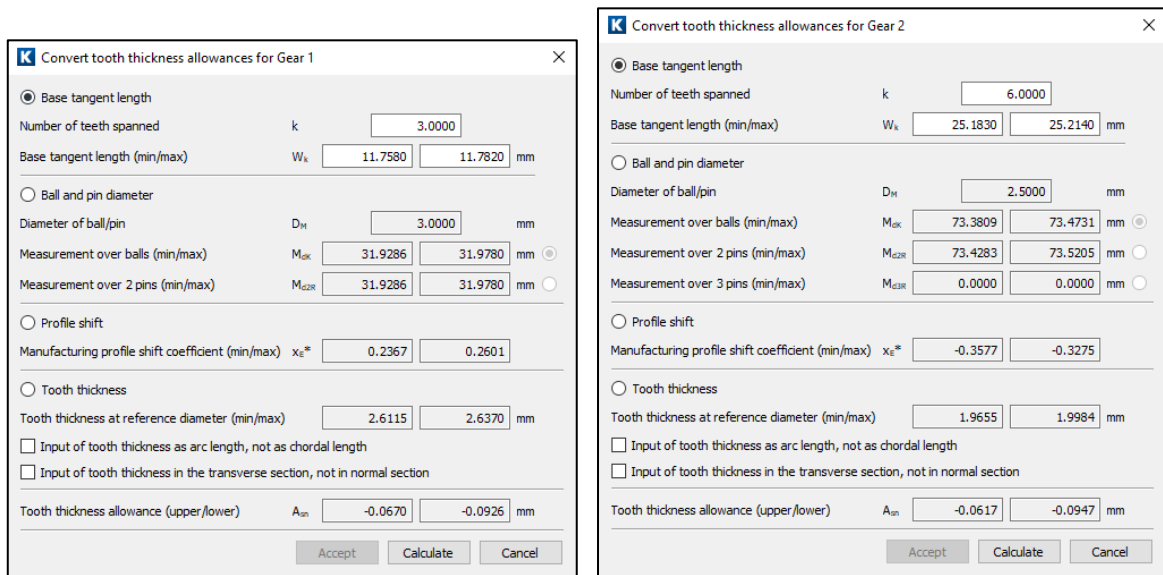 K Convert tooth thickness allowances for Gear 1
Base tangent length
Number of teeth spanned k 3.0000
Base tangent length (min/max) Wk 11.7580 11.7820 mm
Ball and pin diameter
Diameter of ball/pin DM 3.0000 mm
Measurement over balls (min/max) MdK 31.9286 31.9780 mm
Measurement over 2 pins (min/max) Md2R 31.9286 31.9780 mm
Profile shift
Manufacturing profile shift coefficient (min/max) xE* 0.2367 0.2601
Tooth thickness
Tooth thickness at reference diameter (min/max) 2.6115 2.6370 mm
Input of tooth thickness as arc length, not as chordal length
Input of tooth thickness in the transverse section, not in normal section
Tooth thickness allowance (upper/lower) Asn -0.0670 -0.0926 mm
Accept Calculate Cancel
K Convert tooth thickness allowances for Gear 2
Base tangent length
Number of teeth spanned k 6.0000
Base tangent length (min/max) Wk 25.1830 25.2140 mm
Ball and pin diameter
Diameter of ball/pin DM 2.5000 mm
Measurement over balls (min/max) MdK 73.3809 73.4731 mm
Measurement over 2 pins (min/max) Md2R 73.4283 73.5205 mm
Measurement over 3 pins (min/max) Md3R 0.0000 0.0000 mm
Profile shift
Manufacturing profile shift coefficient (min/max) xE* -0.3577 -0.3275
Tooth thickness
Tooth thickness at reference diameter (min/max) 1.9655 1.9984 mm
Input of tooth thickness as arc length, not as chordal length
Input of tooth thickness in the transverse section, not in normal section
Tooth thickness allowance (upper/lower) Asn -0.0617 -0.0947 mm
Accept Calculate Cancel